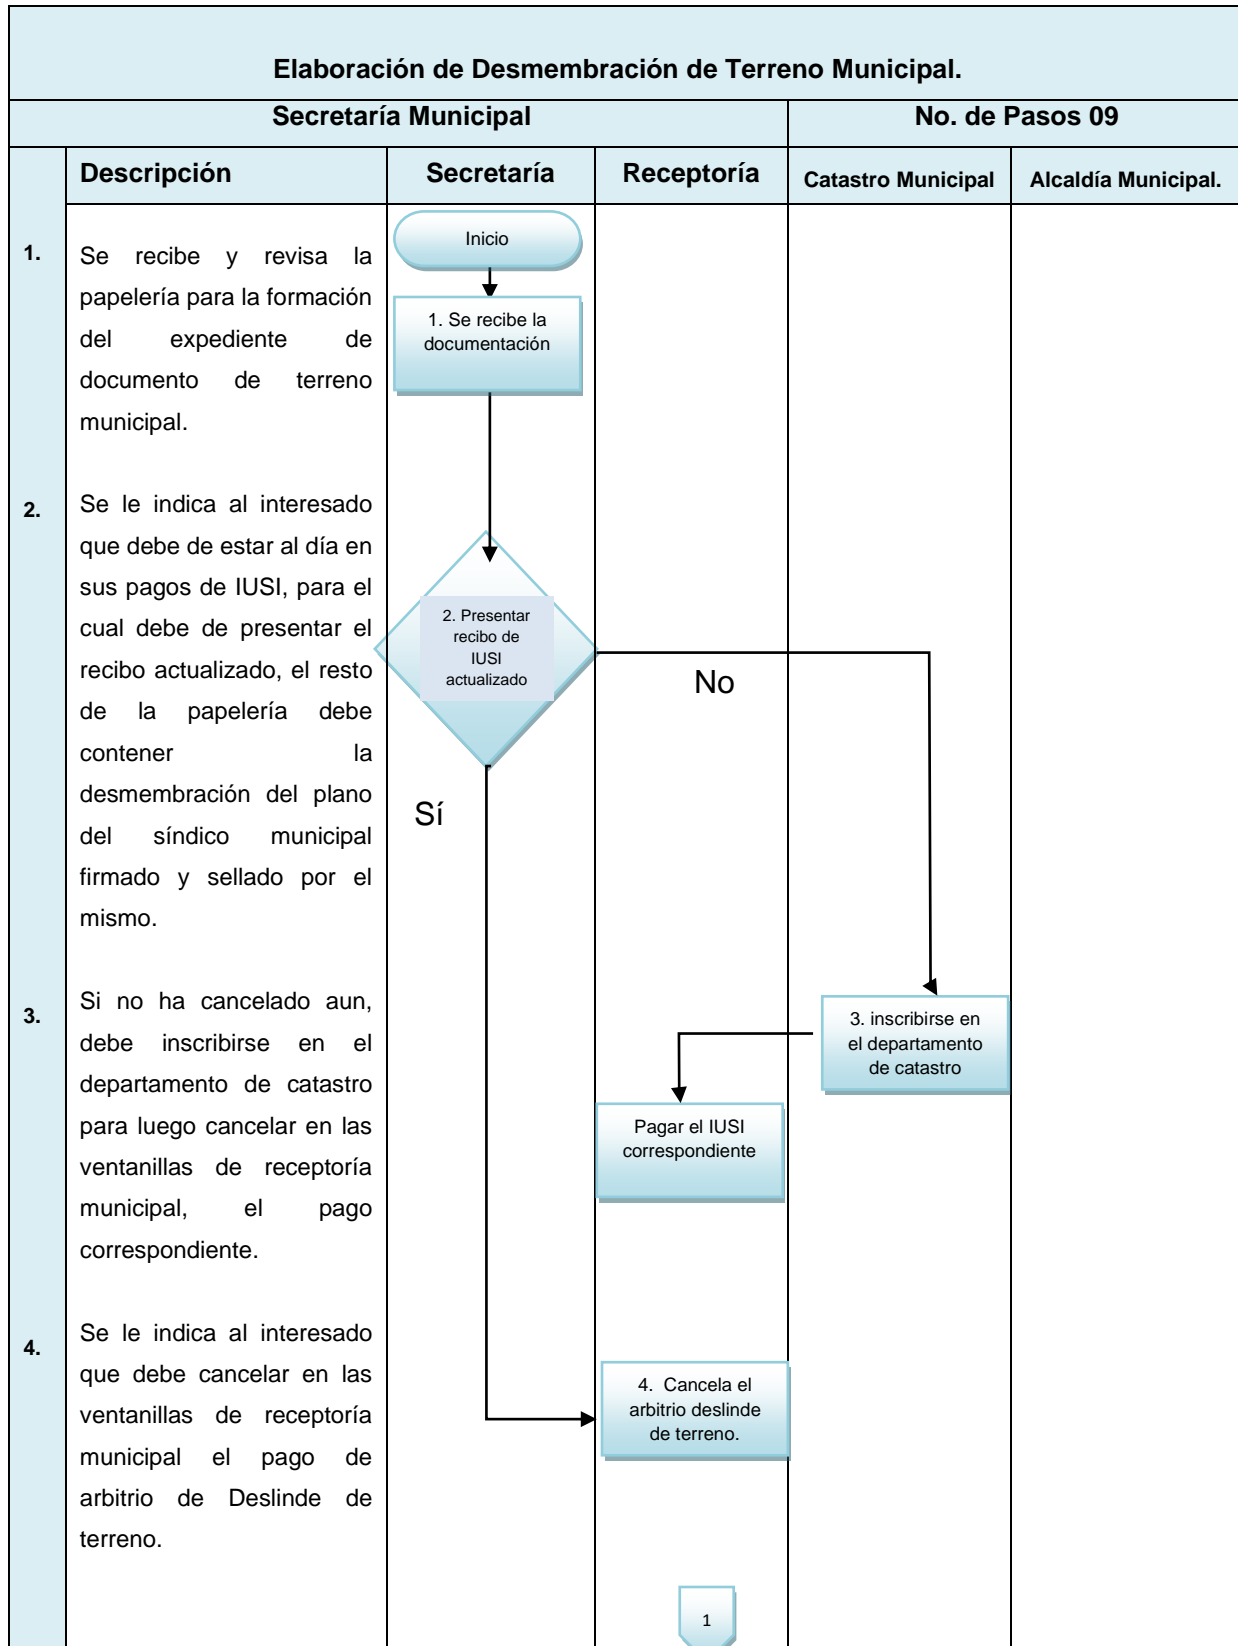 Elaboración de Desmembración de Terreno Municipal.
Secretaría Municipal
No. de Pasos 09
Descripción
Secretaría
Receptoría
Catastro Municipal
Alcaldía Municipal.
1.
Se recibe y revisa la
papelería para la formación
del expediente de
documento de terreno
municipal.
Inicio
1. Se recibe la
documentación
2.
Se le indica al interesado
que debe de estar al día en
sus pagos de IUSI, para el
cual debe de presentar el
recibo actualizado, el resto
de la papelería debe
contener la
desmembración del plano
del síndico municipal
firmado y sellado por el
mismo.
2. Presentar
recibo de
IUSI
actualizado
No
Sí
3.
Si no ha cancelado aun,
debe inscribirse en el
departamento de catastro
para luego cancelar en las
ventanillas de receptoría
municipal, el pago
correspondiente.
3. inscribirse en
el departamento
de catastro
Pagar el IUSI
correspondiente
4.
Se le indica al interesado
que debe cancelar en las
ventanillas de receptoría
municipal el pago de
arbitrio de Deslinde de
terreno.
4. Cancela el
arbitrio deslinde
de terreno.
1